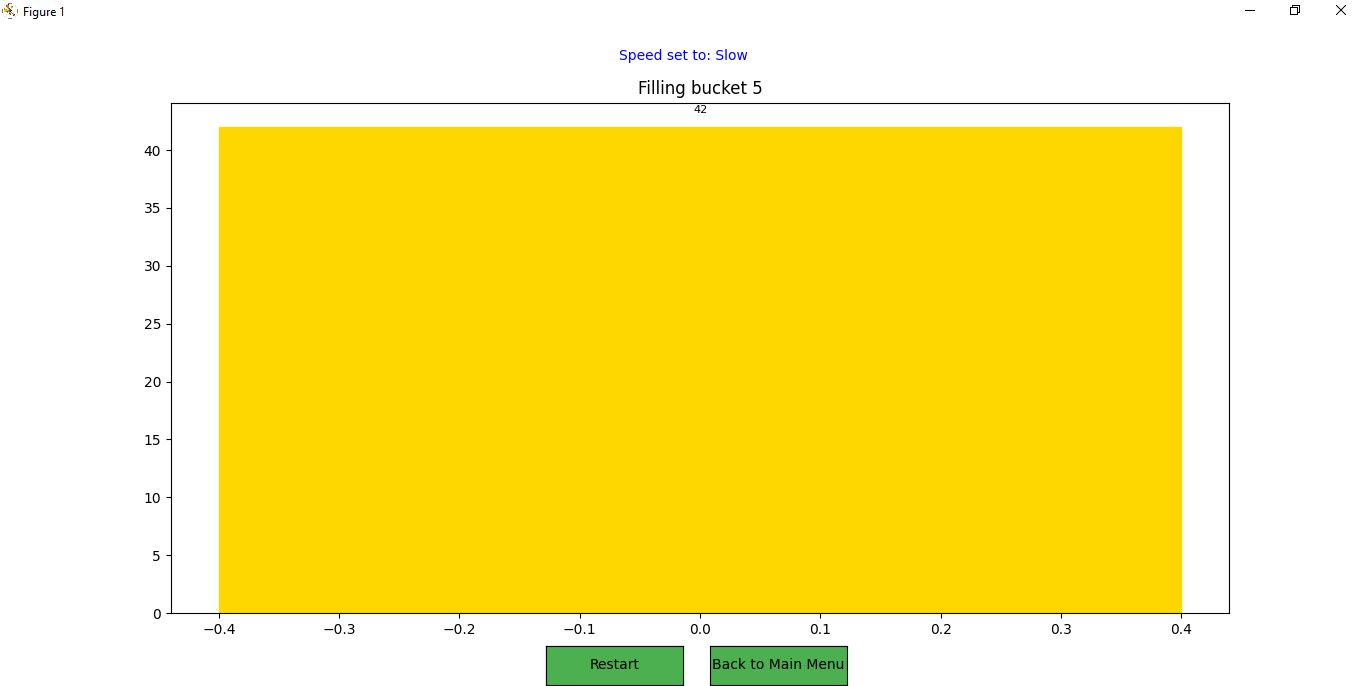 Figure 1
Speed set to: Slow
Filling bucket 5
42
40
35
30
25
20
15
10
5
0
−0.4 −0.3 −0.2 −0.1 0.0 0.1 0.2 0.3 0.4
Restart Back to Main Menu